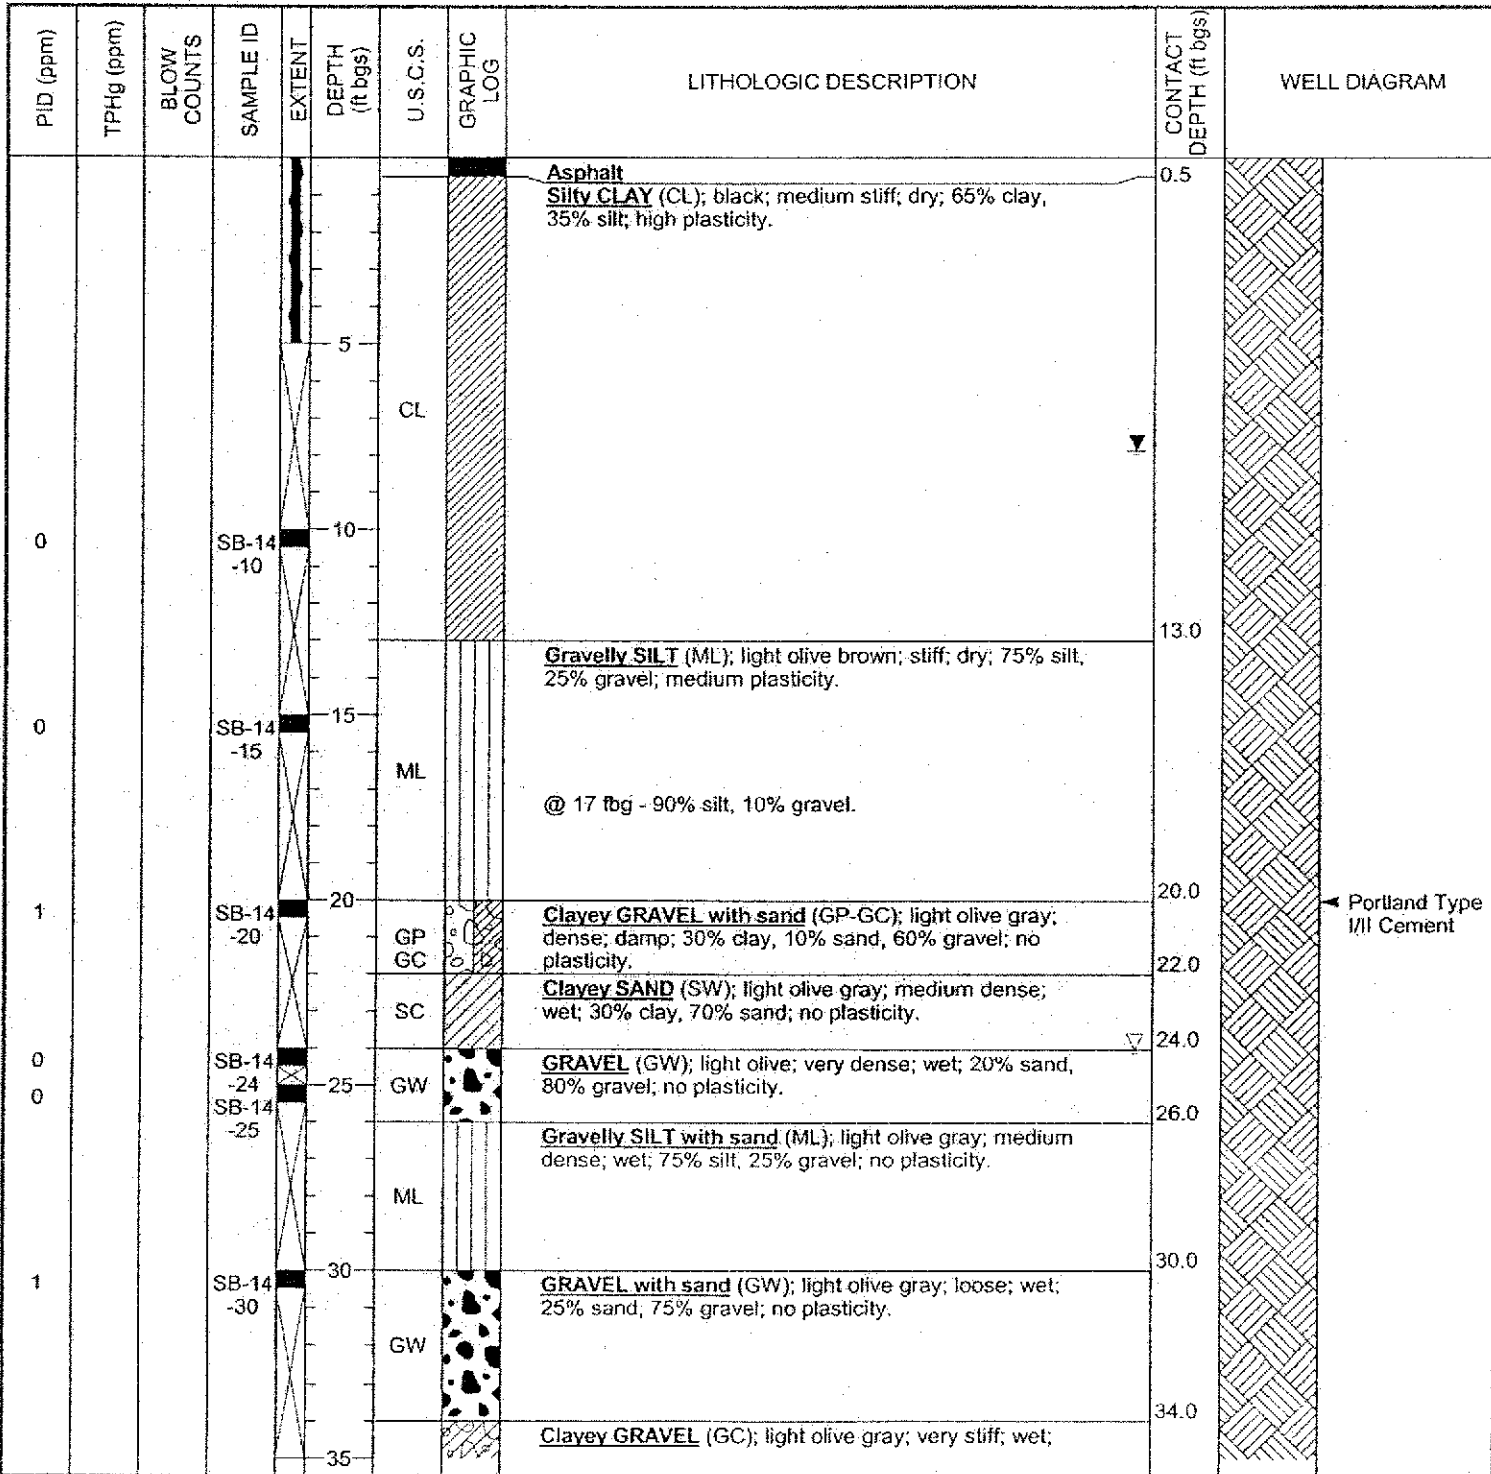 PID (ppm)
TPHg (ppm)
BLOW COUNTS
SAMPLE ID
EXTENT
DEPTH (ft bgs)
U.S.C.S.
GRAPHIC LOG
LITHOLOGIC DESCRIPTION
CONTACT DEPTH (ft bgs)
WELL DIAGRAM
Asphalt
0.5
Silty CLAY (CL); black; medium stiff; dry; 65% clay,
35% silt; high plasticity.
5
CL
10
0
SB-14
-10
13.0
Gravelly SILT (ML); light olive brown; stiff; dry; 75% silt,
25% gravel; medium plasticity.
15
0
SB-14
-15
ML
@ 17 fbg - 90% silt, 10% gravel.
20
20.0
1
SB-14
-20
Portland Type
I/II Cement
GP
GC
Clayey GRAVEL with sand (GP-GC); light olive gray;
dense; damp; 30% clay, 10% sand, 60% gravel; no
plasticity.
22.0
SC
Clayey SAND (SW); light olive gray; medium dense;
wet; 30% clay, 70% sand; no plasticity.
24.0
0
SB-14
-24
GW
GRAVEL (GW); light olive; very dense; wet; 20% sand,
80% gravel; no plasticity.
25
0
SB-14
-25
26.0
Gravelly SILT with sand (ML); light olive gray; medium
dense; wet; 75% silt, 25% gravel; no plasticity.
ML
30
30.0
1
SB-14
-30
GRAVEL with sand (GW); light olive gray; loose; wet;
25% sand, 75% gravel; no plasticity.
GW
34.0
Clayey GRAVEL (GC); light olive gray; very stiff; wet;
35